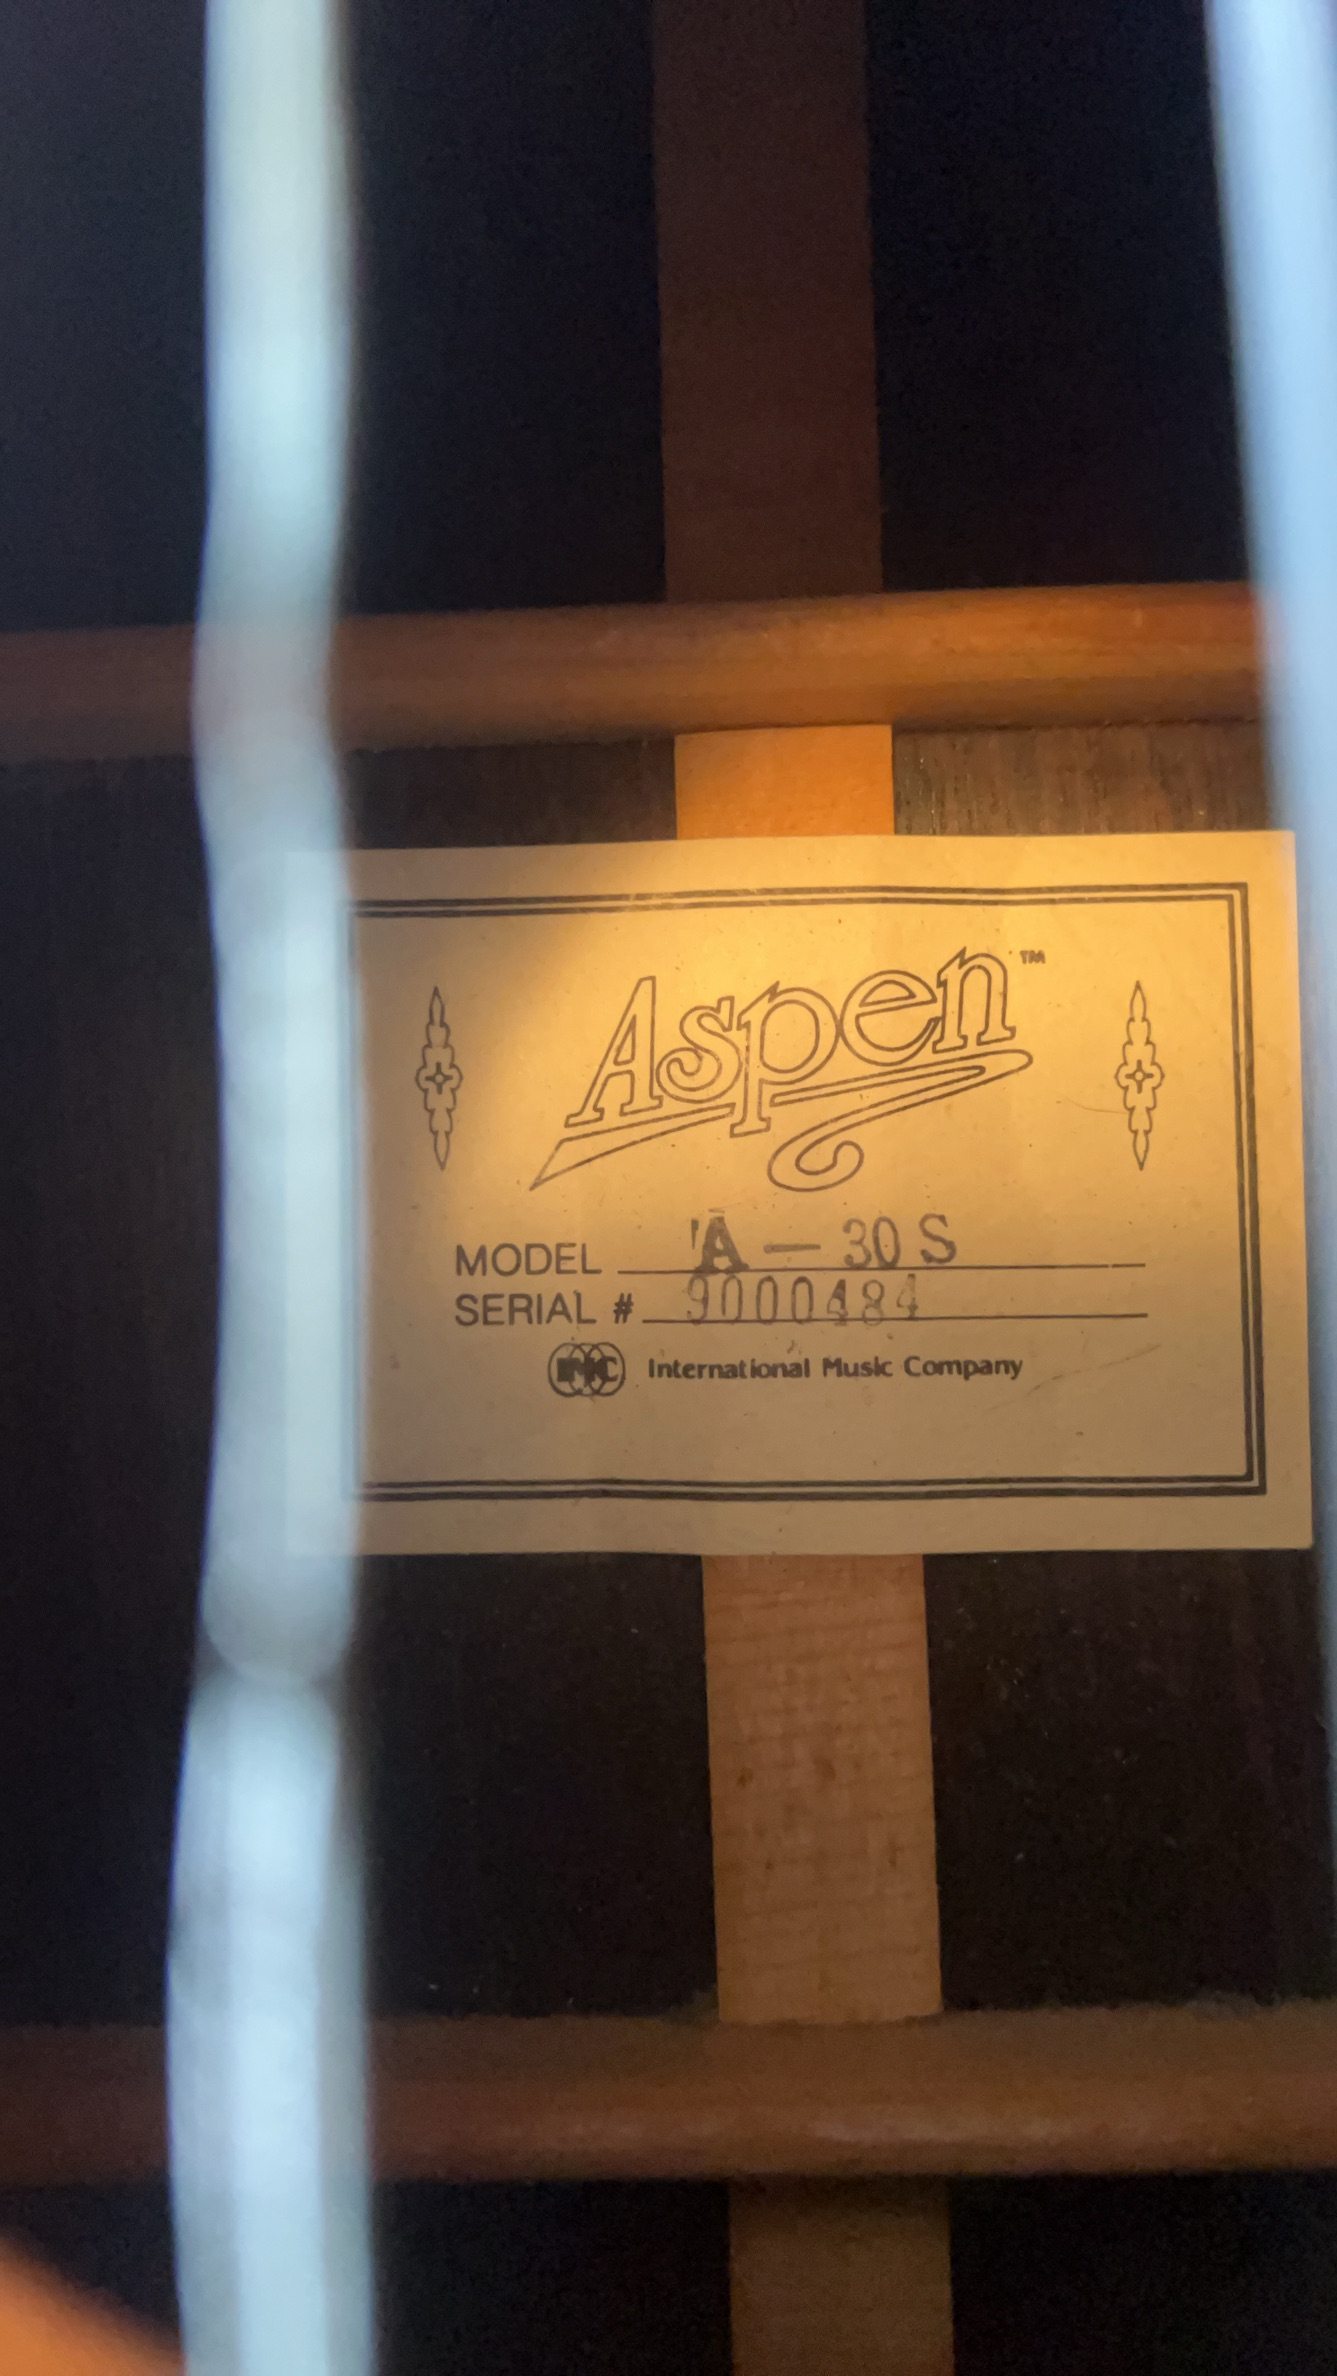 Aspen™
MODEL A — 30 S
SERIAL # 9000484
IMC International Music Company